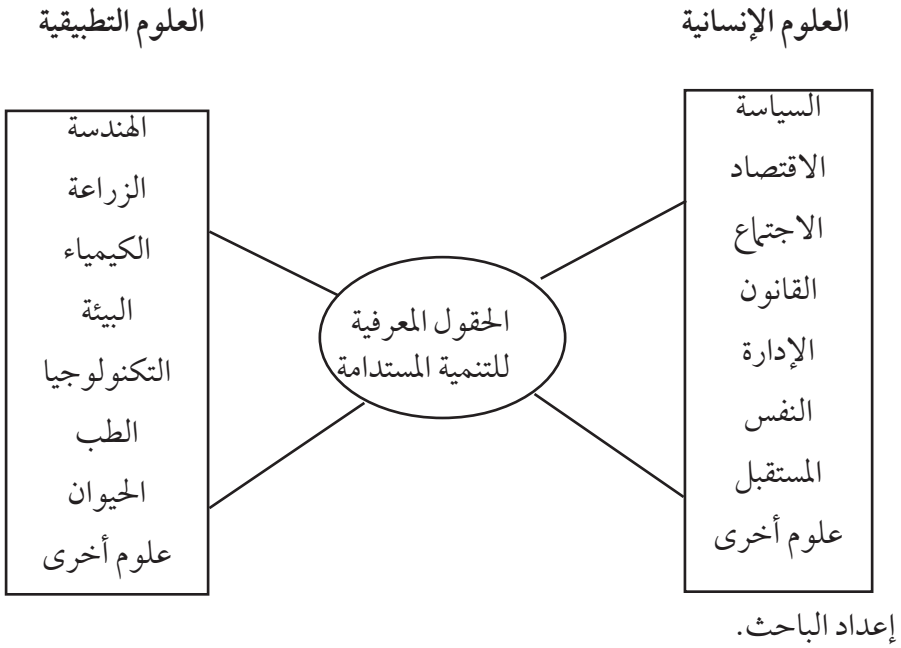 العلوم الإنسانية
السياسة
الاقتصاد
الاجتماع
القانون
الإدارة
النفس
المستقبل
علوم أخرى
الحقول المعرفية
للتنمية المستدامة
العلوم التطبيقية
الهندسة
الزراعة
الكيمياء
البيئة
التكنولوجيا
الطب
الحيوان
علوم أخرى
إعداد الباحث.